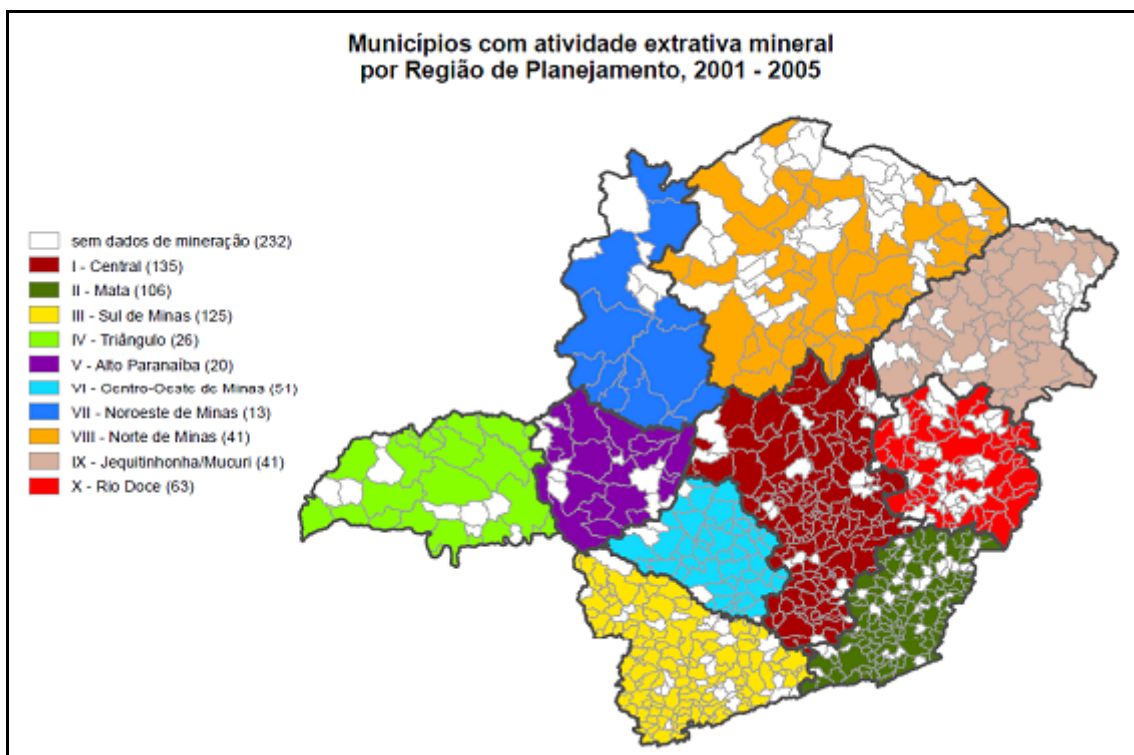 Municípios com atividade extrativa mineral
por Região de Planejamento, 2001 - 2005
sem dados de mineração (232)
I - Central (135)
II - Mata (106)
III - Sul de Minas (125)
IV - Triângulo (26)
V - Alto Paranaíba (20)
VI - Centro-Oeste de Minas (51)
VII - Noroeste de Minas (13)
VIII - Norte de Minas (41)
IX - Jequitinhonha/Mucuri (41)
X - Rio Doce (63)